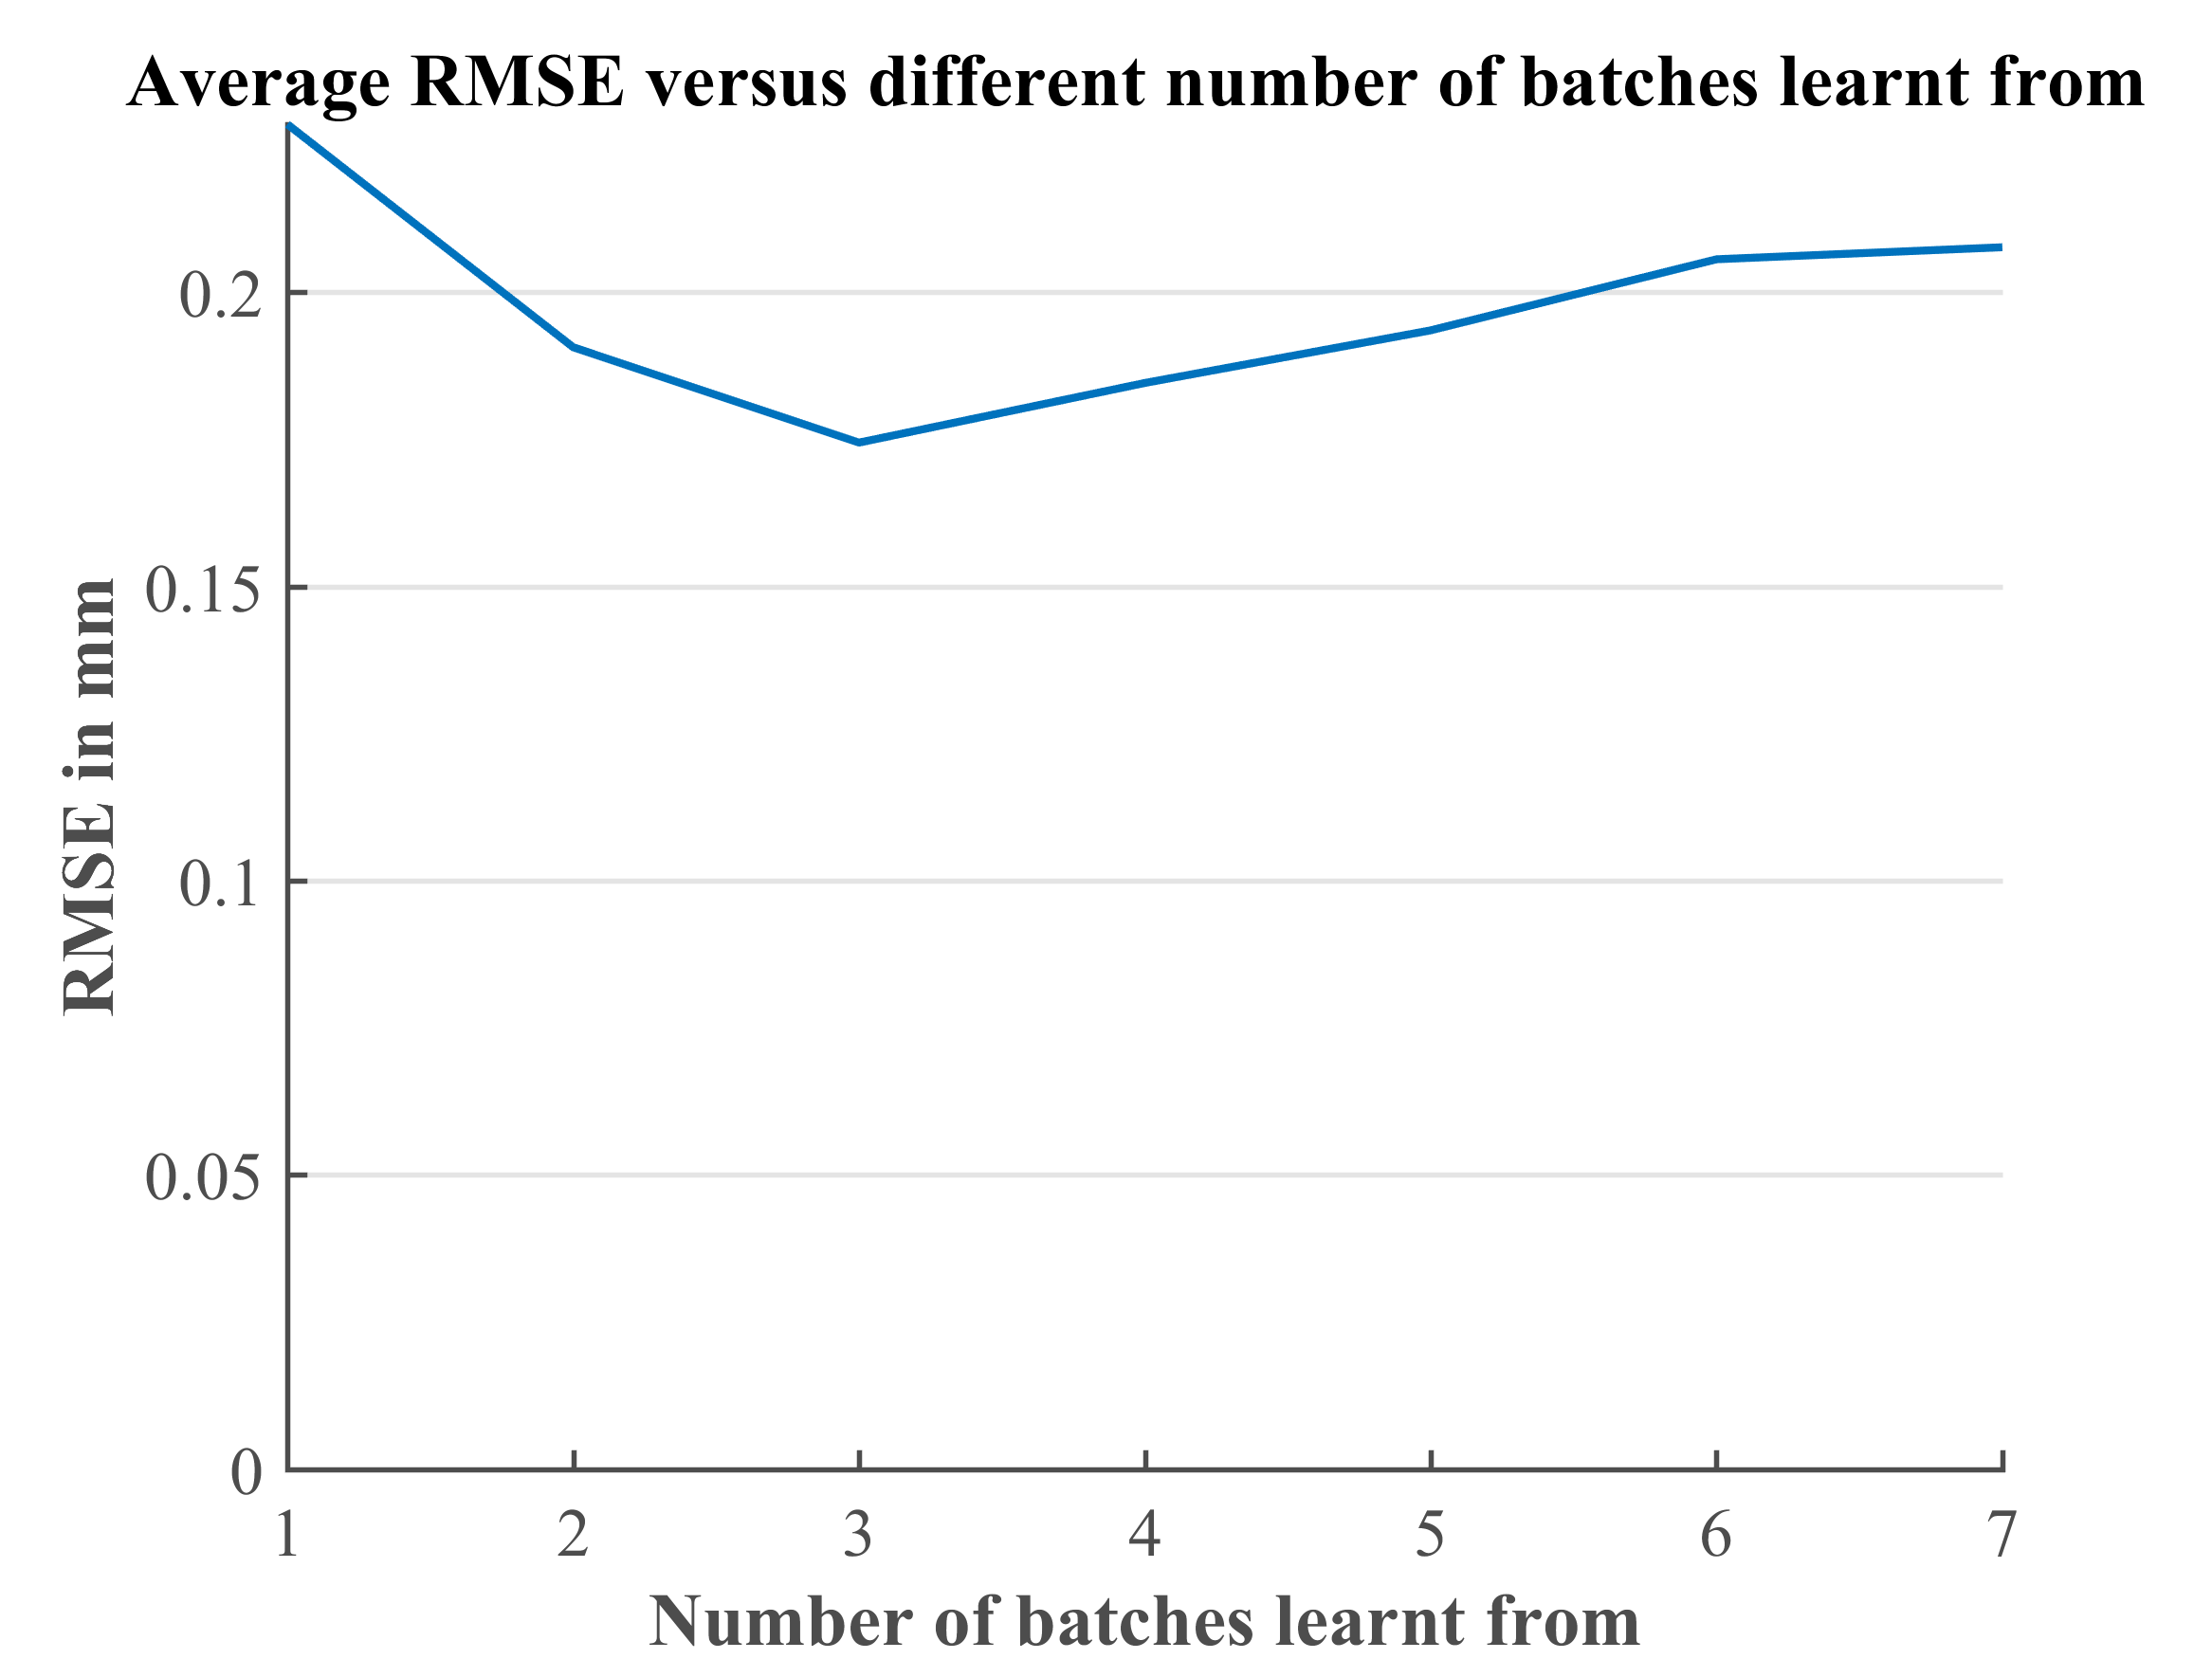 Average RMSE versus different number of batches learnt from
0.2
0.15
0.1
0.05
0
RMSE in mm
1 2 3 4 5 6 7
Number of batches learnt from